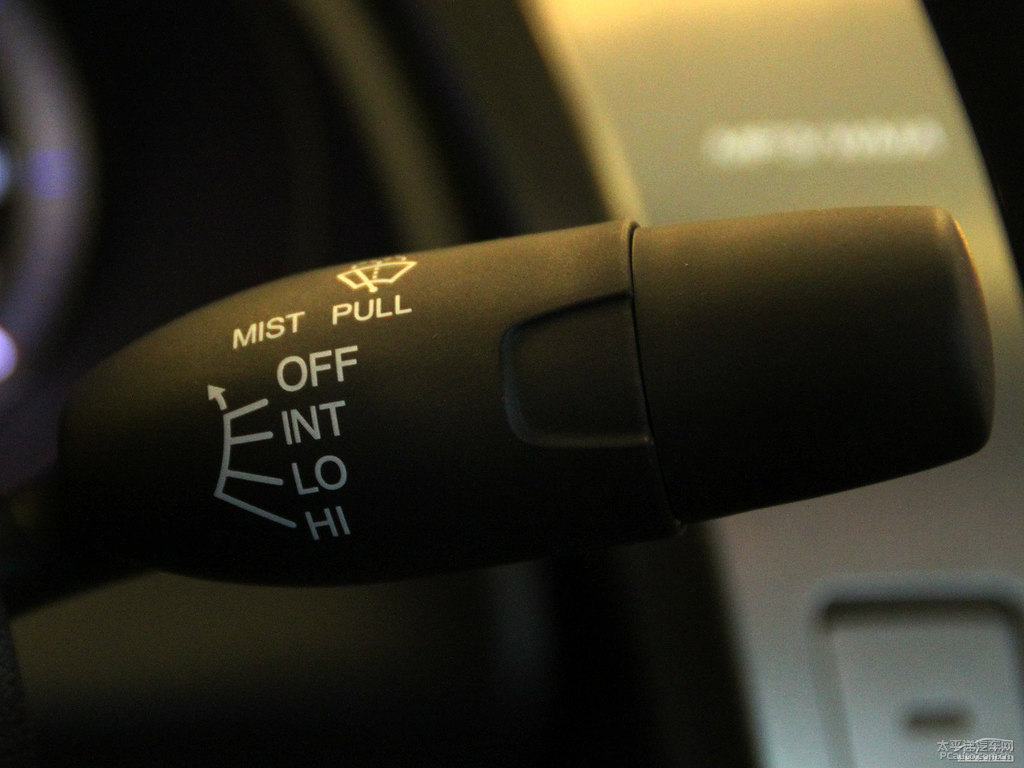 MIST PULL
OFF
INT
LO
HI
太平洋汽车网
PCauto.com.cn